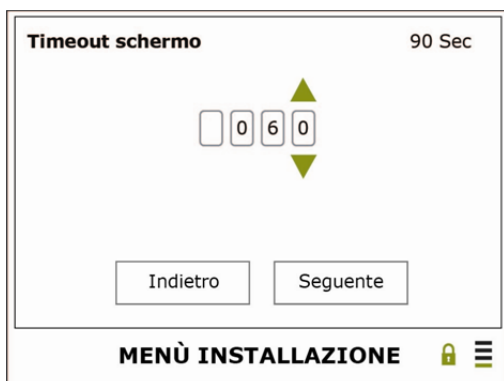 Timeout schermo 90 Sec
0 6 0
Indietro Seguente
MENÙ INSTALLAZIONE